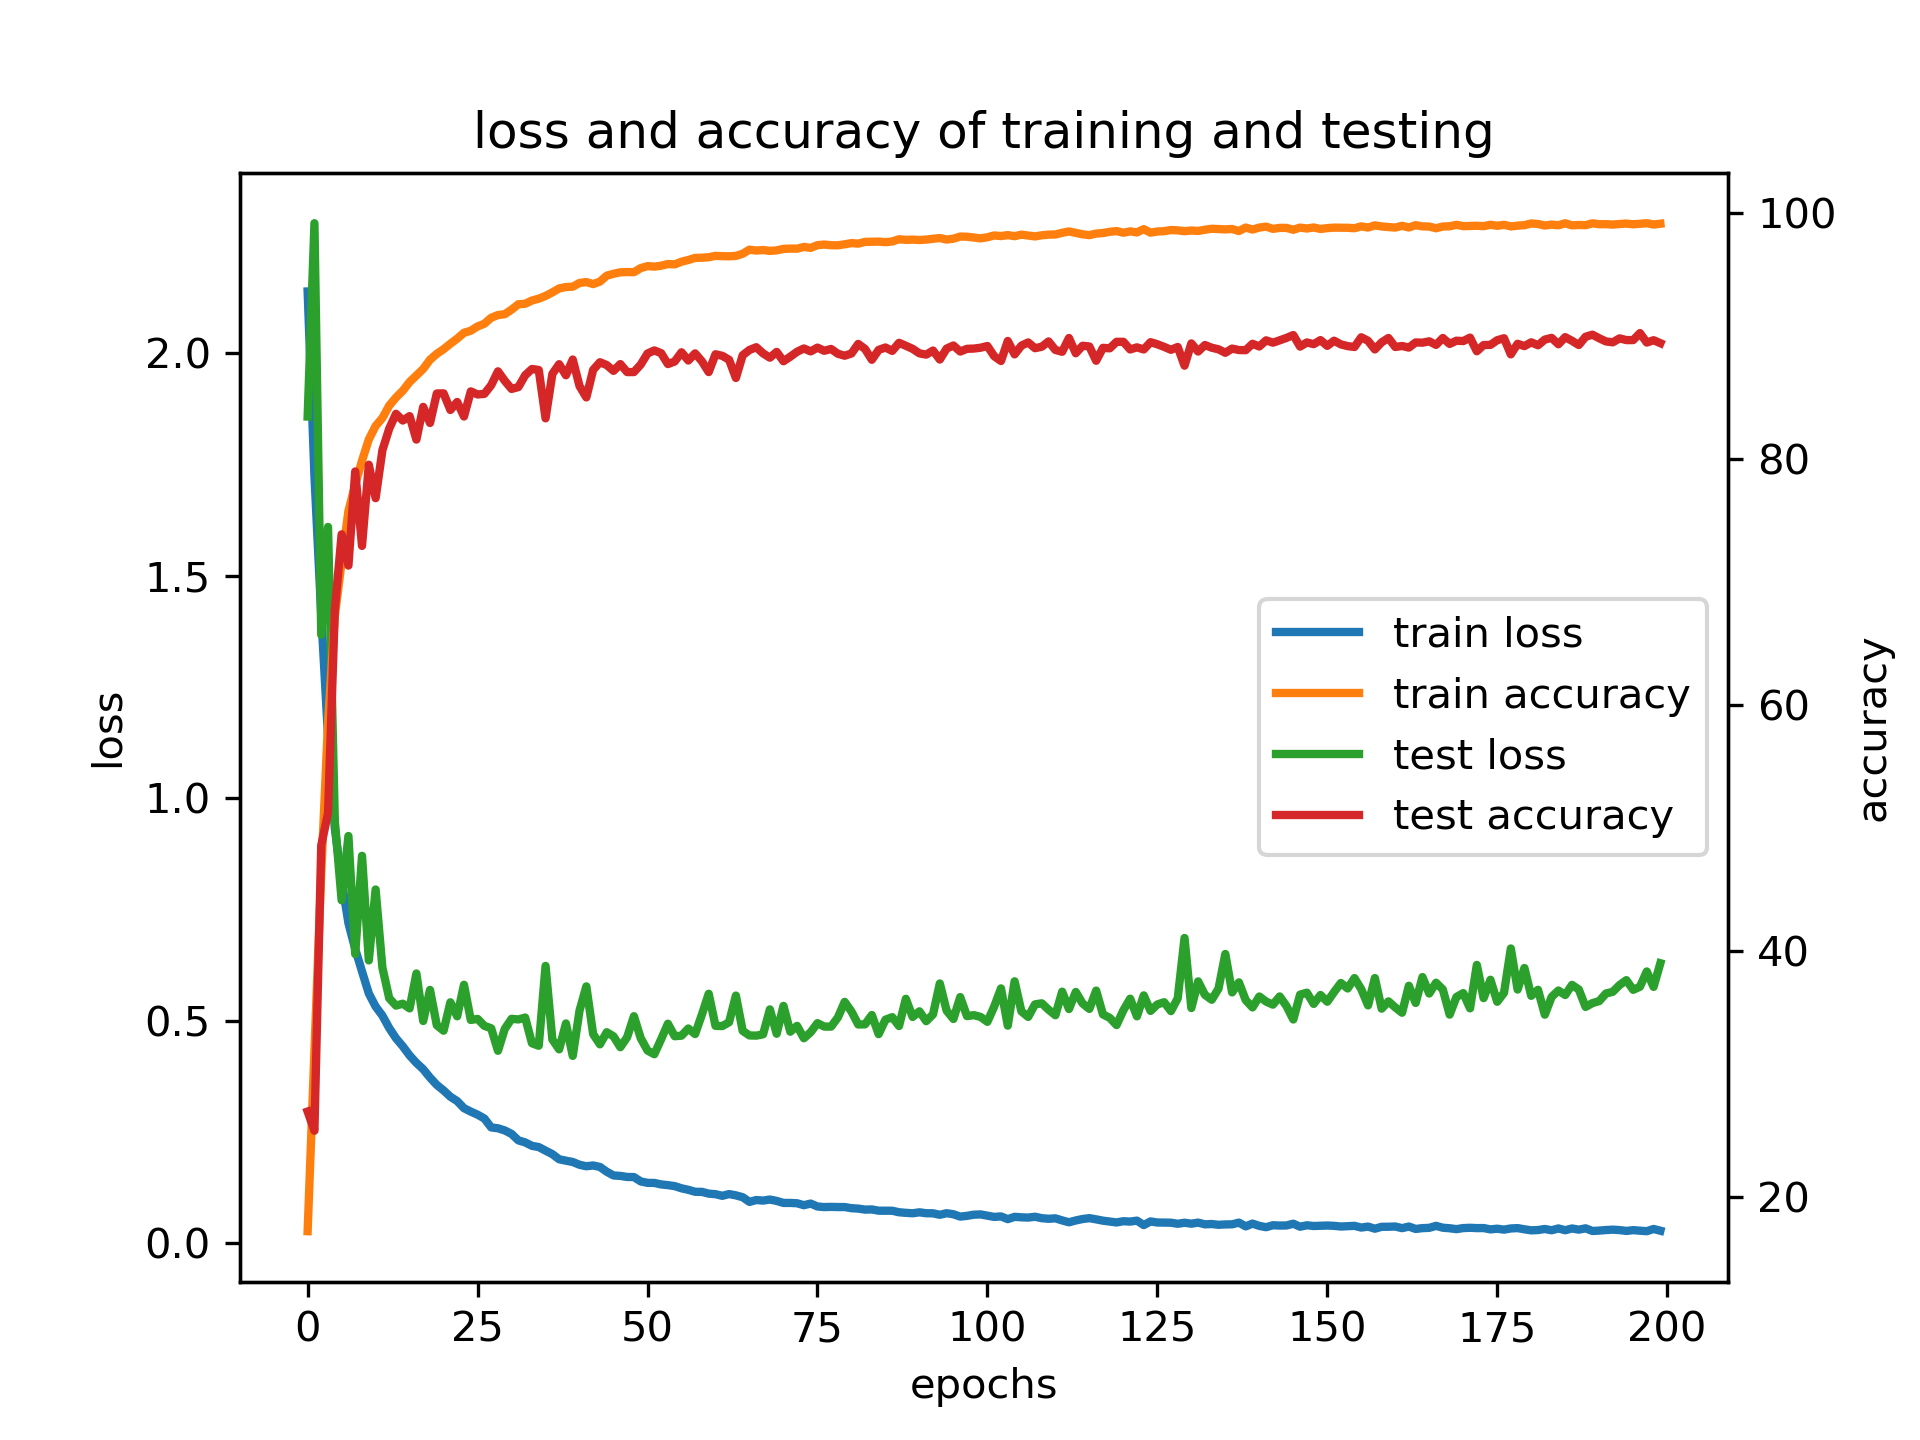 loss and accuracy of training and testing
2.0
1.5
1.0
0.5
0.0
loss
100
80
60
40
20
accuracy
train loss
train accuracy
test loss
test accuracy
0 25 50 75 100 125 150 175 200
epochs